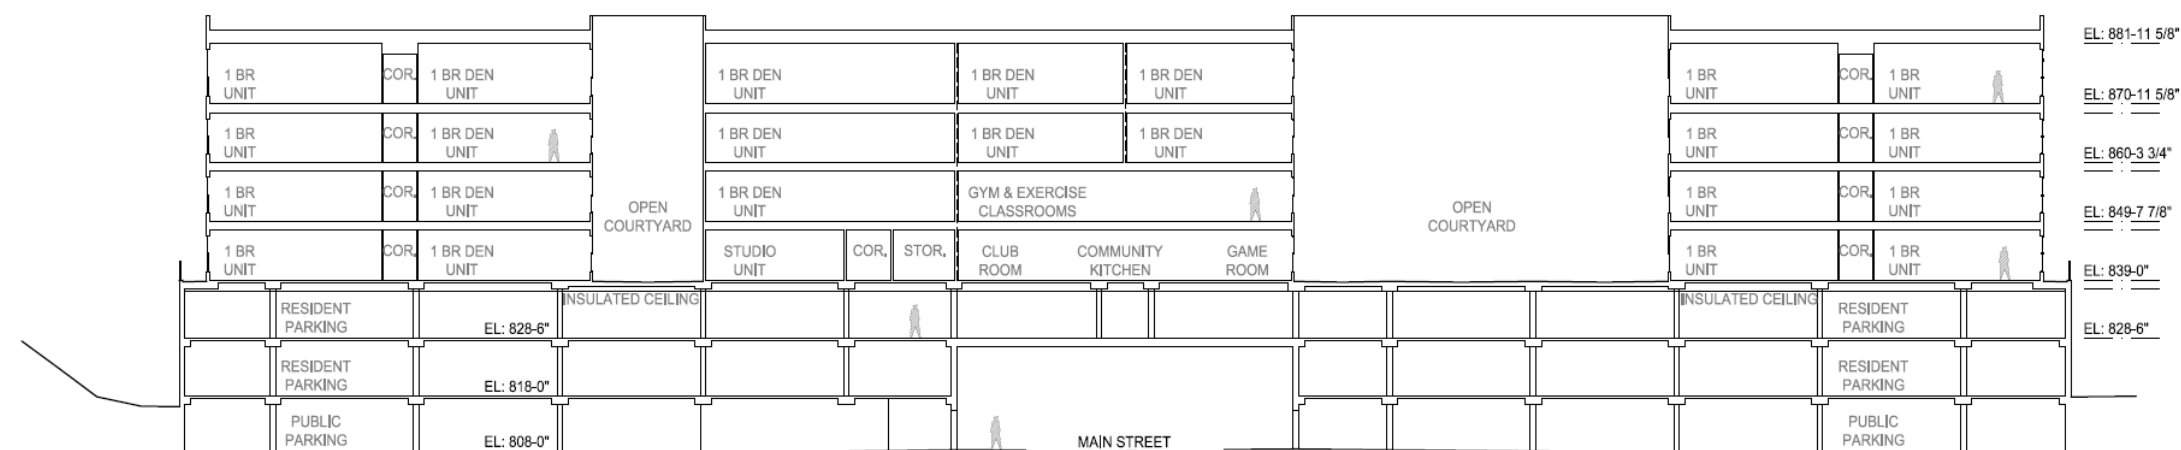 EL: 881-11 5/8"
1 BR
UNIT
COR.
1 BR DEN
UNIT
1 BR DEN
UNIT
1 BR DEN
UNIT
1 BR DEN
UNIT
1 BR
UNIT
COR.
1 BR
UNIT
EL: 870-11 5/8"
1 BR
UNIT
COR.
1 BR DEN
UNIT
1 BR DEN
UNIT
1 BR DEN
UNIT
1 BR DEN
UNIT
1 BR
UNIT
COR.
1 BR
UNIT
EL: 860-3 3/4"
1 BR
UNIT
COR.
1 BR DEN
UNIT
OPEN
COURTYARD
1 BR DEN
UNIT
GYM & EXERCISE
CLASSROOMS
OPEN
COURTYARD
1 BR
UNIT
COR.
1 BR
UNIT
EL: 849-7 7/8"
1 BR
UNIT
COR.
1 BR DEN
UNIT
STUDIO
UNIT
COR.
STOR.
CLUB
ROOM
COMMUNITY
KITCHEN
GAME
ROOM
1 BR
UNIT
COR.
1 BR
UNIT
EL: 839-0"
RESIDENT
PARKING
EL: 828-6"
INSULATED CEILING
INSULATED CEILING
RESIDENT
PARKING
EL: 828-6"
RESIDENT
PARKING
EL: 818-0"
RESIDENT
PARKING
PUBLIC
PARKING
EL: 808-0"
MAIN STREET
PUBLIC
PARKING